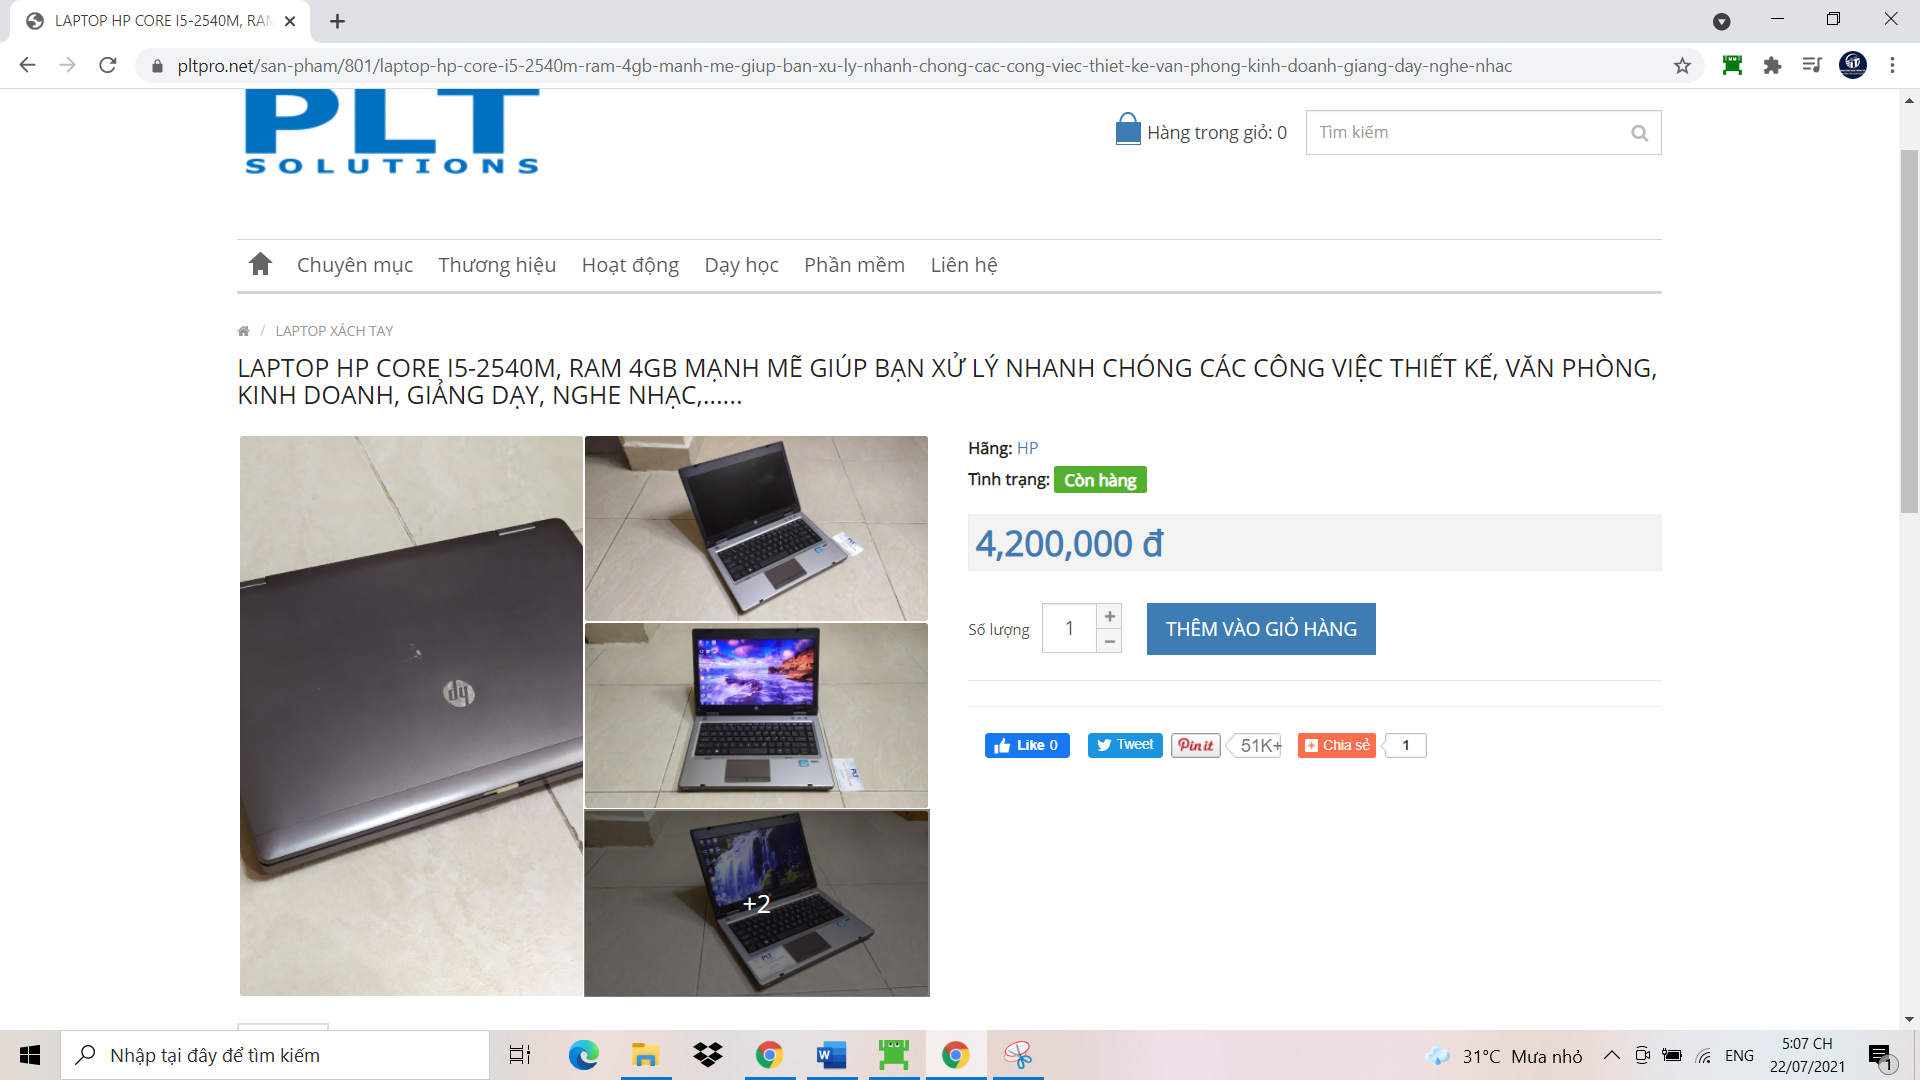 LAPTOP HP CORE I5-2540M, RAM
pltpro.net/san-pham/801/laptop-hp-core-i5-2540m-ram-4gb-manh-me-giup-ban-xu-ly-nhanh-chong-cac-cong-viec-thiet-ke-van-phong-kinh-doanh-giang-day-nghe-nhac
PLT
SOLUTIONS
Hàng trong giỏ: 0
Tìm kiếm
Chuyên mục Thương hiệu Hoạt động Dạy học Phần mềm Liên hệ
/ LAPTOP XÁCH TAY
LAPTOP HP CORE I5-2540M, RAM 4GB MẠNH MẼ GIÚP BẠN XỬ LÝ NHANH CHÓNG CÁC CÔNG VIỆC THIẾT KẾ, VĂN PHÒNG,
KINH DOANH, GIẢNG DẠY, NGHE NHẠC,......
Hãng: HP
Tình trạng: Còn hàng
4,200,000 đ
Số lượng 1 + −
THÊM VÀO GIỎ HÀNG
Like 0 Tweet Pin it 51K+ Chia sẻ 1
hp
PLT
PLT
PLT
+2
Nhập tại đây để tìm kiếm
31°C Mưa nhỏ
ENG
5:07 CH
22/07/2021
1